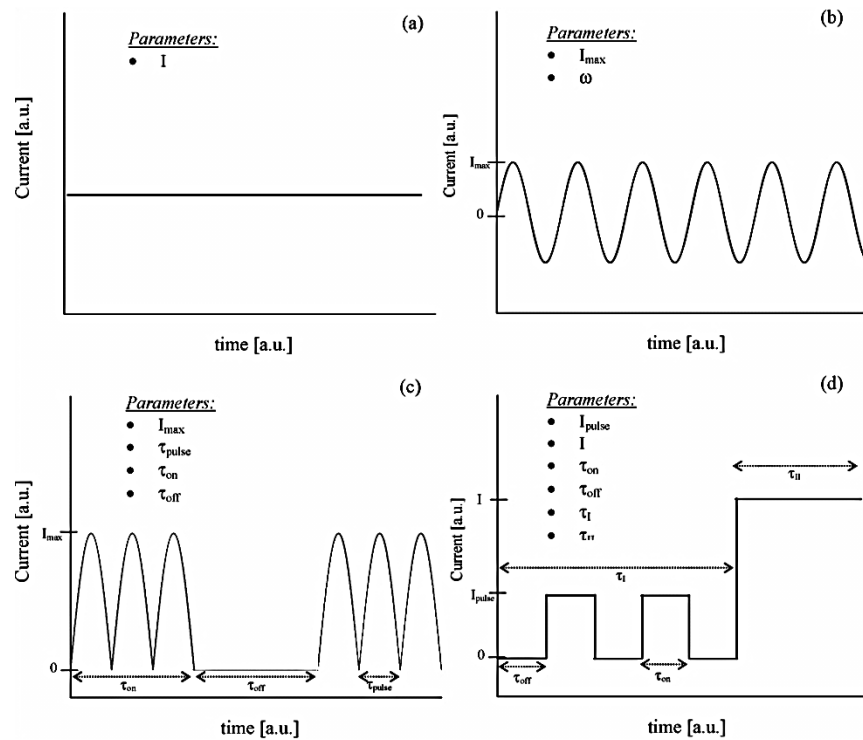 (a)
Parameters:
• I
Current [a.u.]
time [a.u.]
(b)
Parameters:
• Imax
• ω
Current [a.u.]
Imax
0
time [a.u.]
(c)
Parameters:
• Imax
• τpulse
• τon
• τoff
Current [a.u.]
Imax
0
τon
τoff
τpulse
time [a.u.]
(d)
Parameters:
• Ipulse
• I
• τon
• τoff
• τI
• τII
Current [a.u.]
τII
I
τI
Ipulse
0
τoff
τon
time [a.u.]